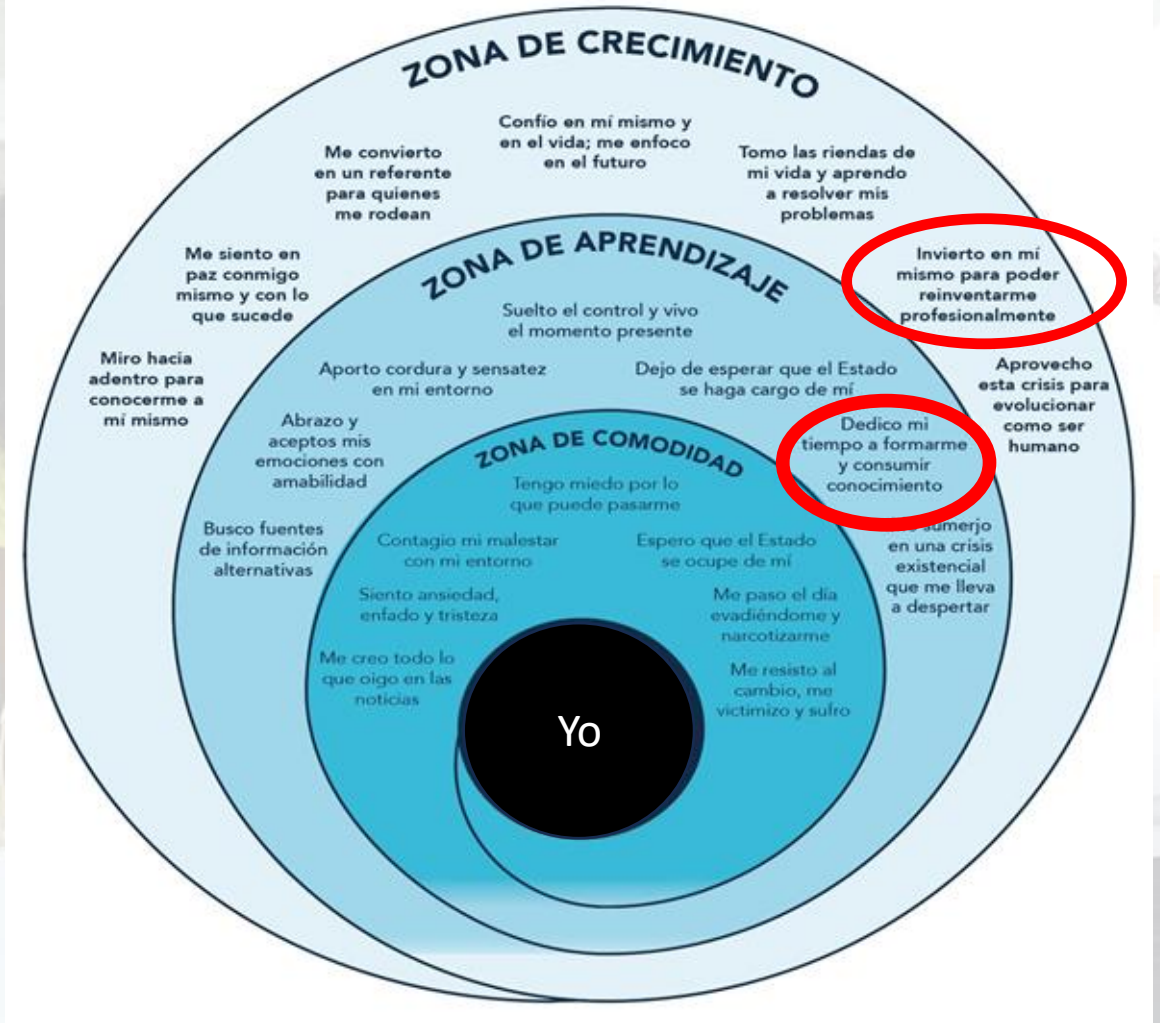 ZONA DE CRECIMIENTO
Confío en mí mismo y
en el vida; me enfoco
en el futuro
Me convierto
en un referente
para quienes
me rodean
Tomo las riendas de
mi vida y aprendo
a resolver mis
problemas
Me siento en
paz conmigo
mismo y con lo
que sucede
Invierto en mí
mismo para poder
reinventarme
profesionalmente
Miro hacia
adentro para
conocerme a
mí mismo
Aprovecho
esta crisis para
evolucionar
como ser
humano
ZONA DE APRENDIZAJE
Suelto el control y vivo
el momento presente
Aporto cordura y sensatez
en mi entorno
Dejo de esperar que el Estado
se haga cargo de mí
Abrazo y
aceptos mis
emociones con
amabilidad
Dedico mi
tiempo a formarme
y consumir
conocimiento
Busco fuentes
de información
alternativas
sumerjo
en una crisis
existencial
que me lleva
a despertar
ZONA DE COMODIDAD
Tengo miedo por lo
que puede pasarme
Contagio mi malestar
con mi entorno
Espero que el Estado
se ocupe de mí
Siento ansiedad,
enfado y tristeza
Me paso el día
evadiéndome y
narcotizarme
Me creo todo lo
que oigo en las
noticias
Me resisto al
cambio, me
victimizo y sufro
Yo